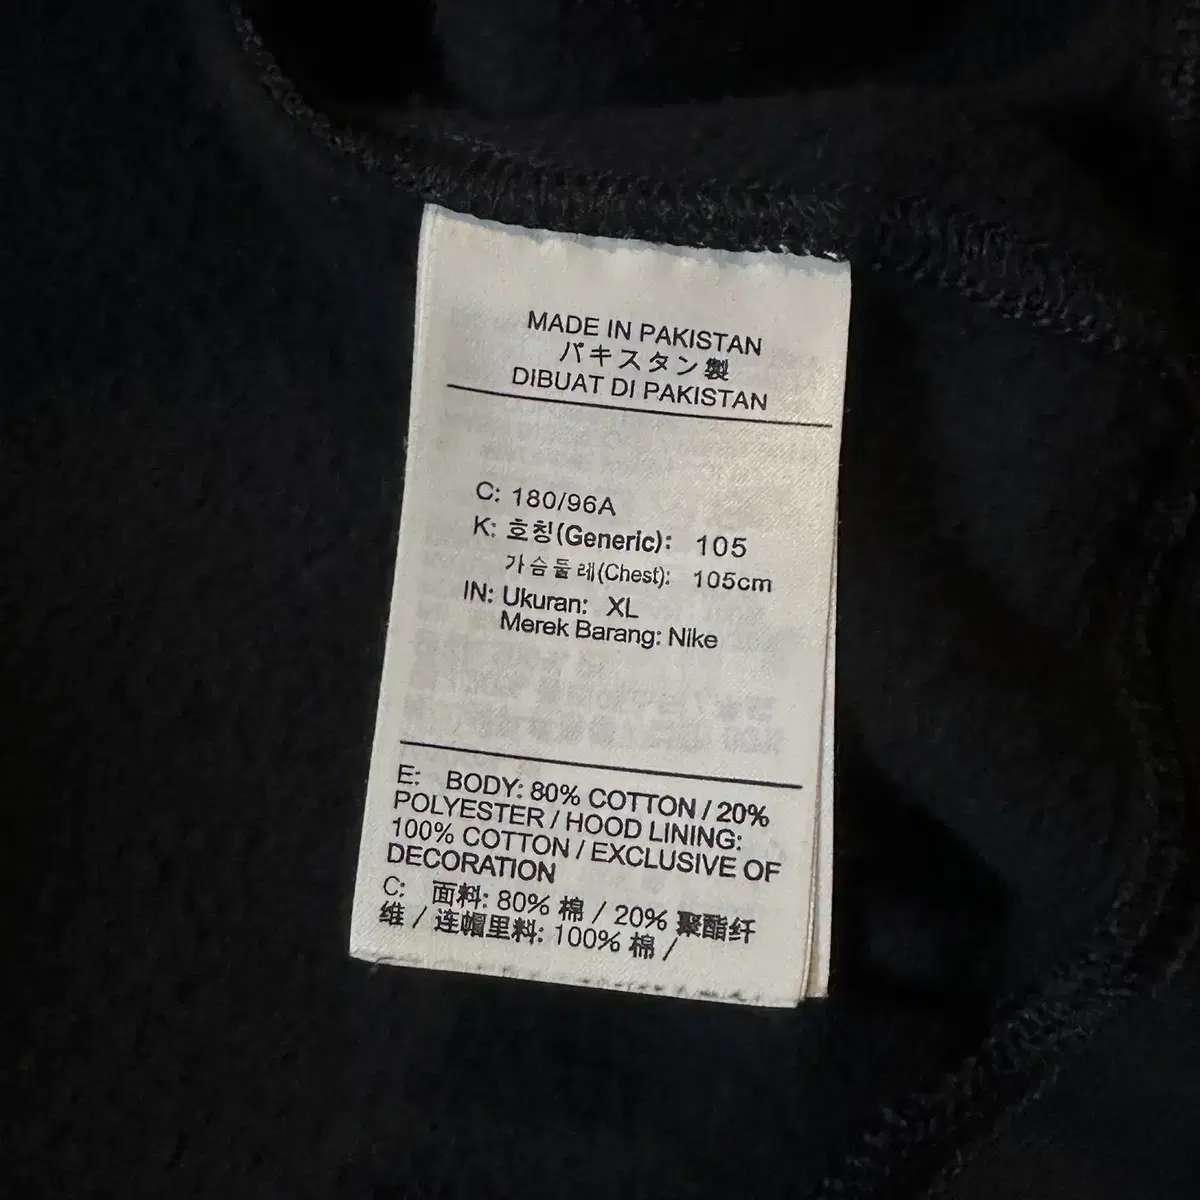 MADE IN PAKISTAN
パキスタン製
DIBUAT DI PAKISTAN
C: 180/96A
K: 호칭(Generic): 105
가슴둘레(Chest): 105cm
IN: Ukuran: XL
Merek Barang: Nike
E: BODY: 80% COTTON / 20%
POLYESTER / HOOD LINING:
100% COTTON / EXCLUSIVE OF
DECORATION
C: 面料: 80% 棉 / 20% 聚酯纤
维 / 连帽里料: 100% 棉 /